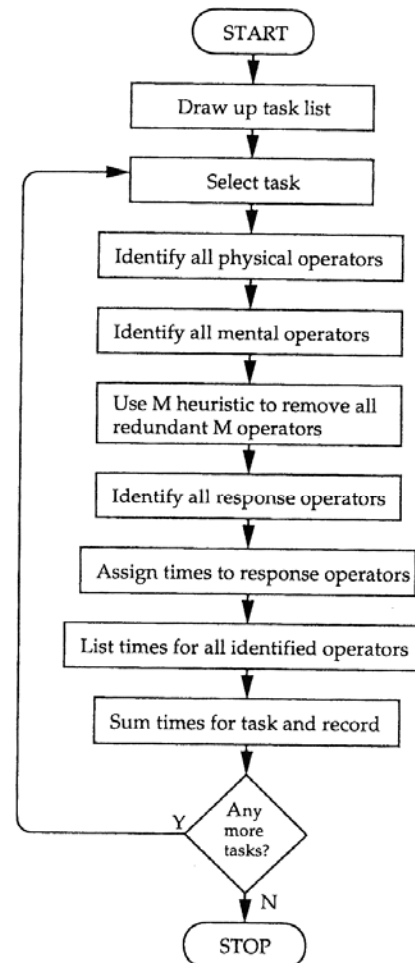 START
Draw up task list
Select task
Identify all physical operators
Identify all mental operators
Use M heuristic to remove all
redundant M operators
Identify all response operators
Assign times to response operators
List times for all identified operators
Sum times for task and record
Any
more
tasks?
Y
N
STOP